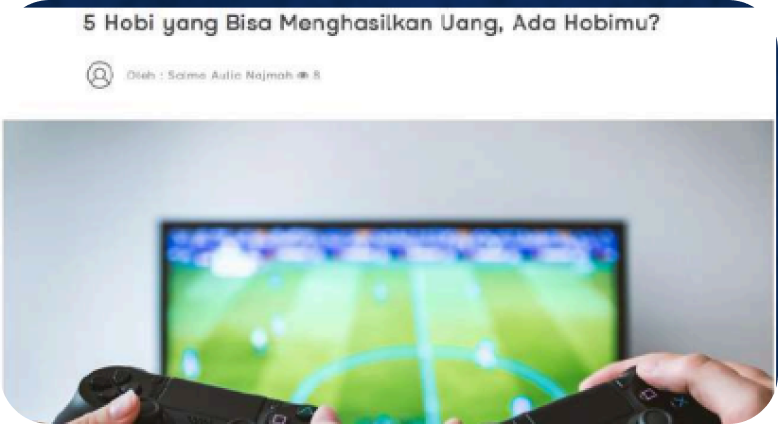 5 Hobi yang Bisa Menghasilkan Uang, Ada Hobimu?
Oleh : Salma Aulia Najmah 8